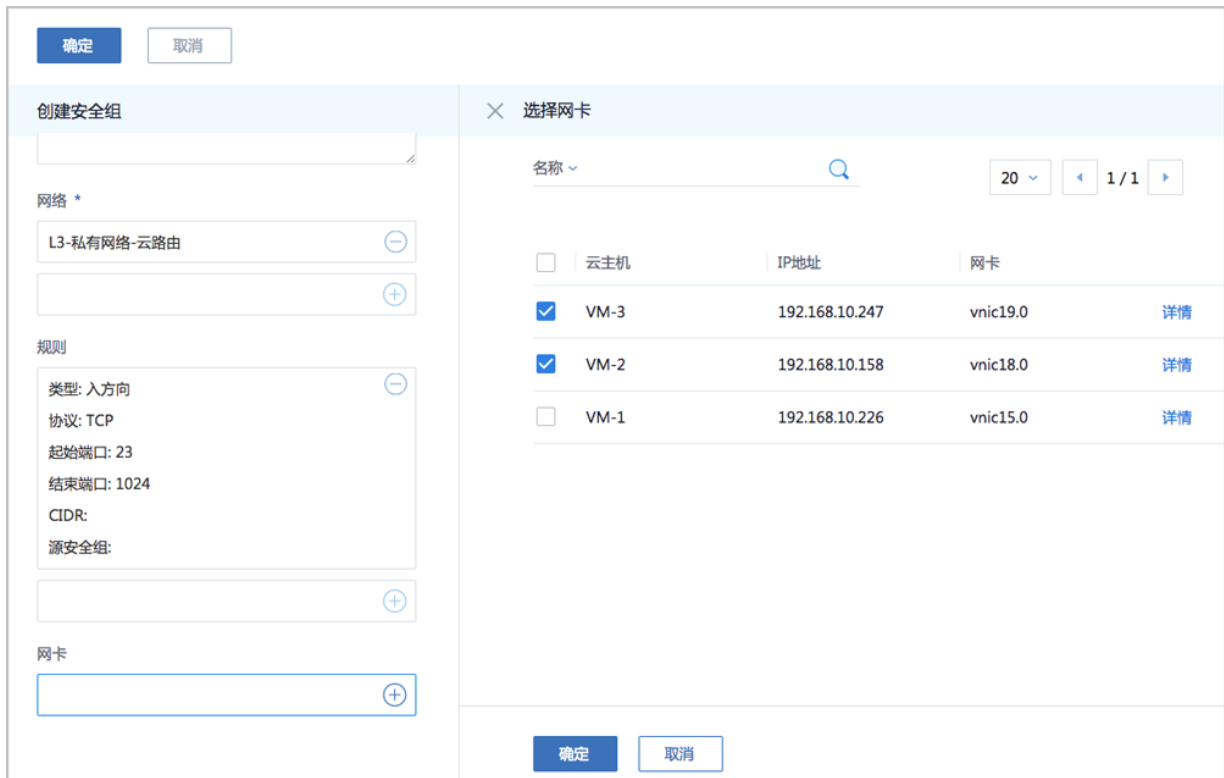 确定
取消
创建安全组
网络 *
L3-私有网络-云路由
规则
类型: 入方向
协议: TCP
起始端口: 23
结束端口: 1024
CIDR:
源安全组:
网卡
选择网卡
名称
20
1 / 1
云主机 IP地址 网卡
VM-3 192.168.10.247 vnic19.0 详情
VM-2 192.168.10.158 vnic18.0 详情
VM-1 192.168.10.226 vnic15.0 详情
确定
取消